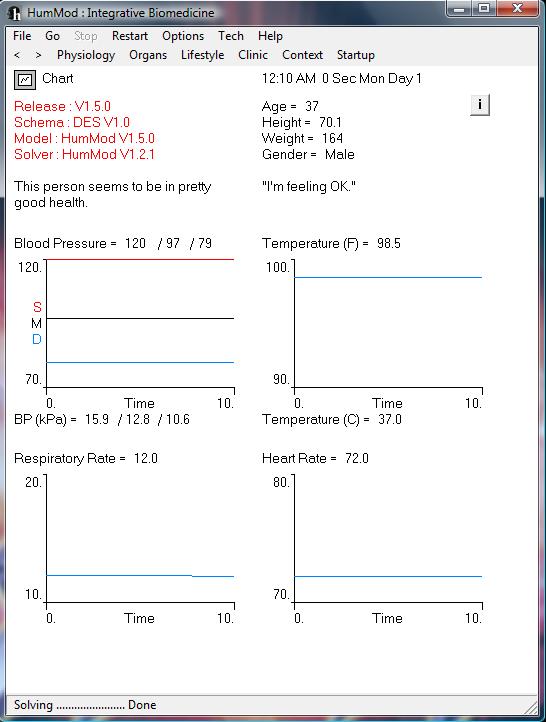 HumMod : Integrative Biomedicine
File Go Stop Restart Options Tech Help
< > Physiology Organs Lifestyle Clinic Context Startup
Chart 12:10 AM 0 Sec Mon Day 1
Release : V1.5.0 Age = 37
Schema : DES V1.0 Height = 70.1
Model : HumMod V1.5.0 Weight = 164
Solver : HumMod V1.2.1 Gender = Male
i
This person seems to be in pretty "I'm feeling OK."
good health.
Blood Pressure = 120 / 97 / 79 Temperature (F) = 98.5
120. 100.
S
M
D
70. 90.
0. Time 10. 0. Time 10.
BP (kPa) = 15.9 / 12.8 / 10.6 Temperature (C) = 37.0
Respiratory Rate = 12.0 Heart Rate = 72.0
20. 80.
10. 70.
0. Time 10. 0. Time 10.
Solving ....................... Done